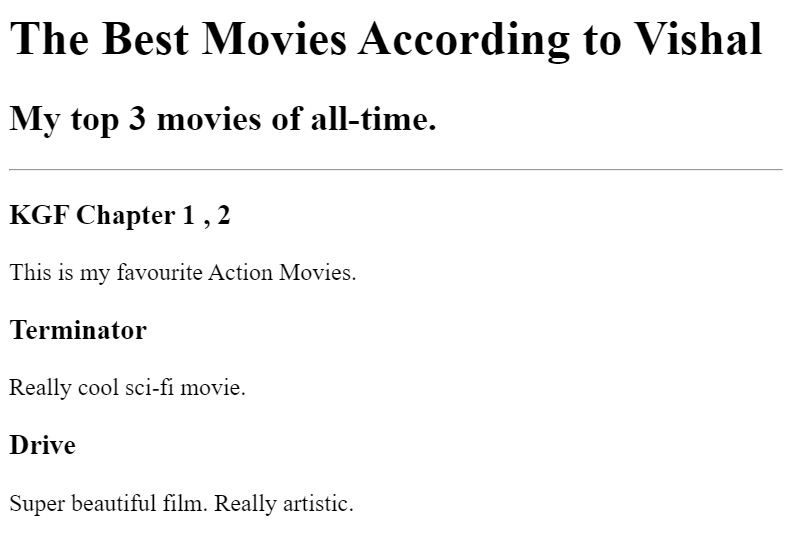 The Best Movies According to Vishal
My top 3 movies of all-time.
KGF Chapter 1 , 2
This is my favourite Action Movies.
Terminator
Really cool sci-fi movie.
Drive
Super beautiful film. Really artistic.